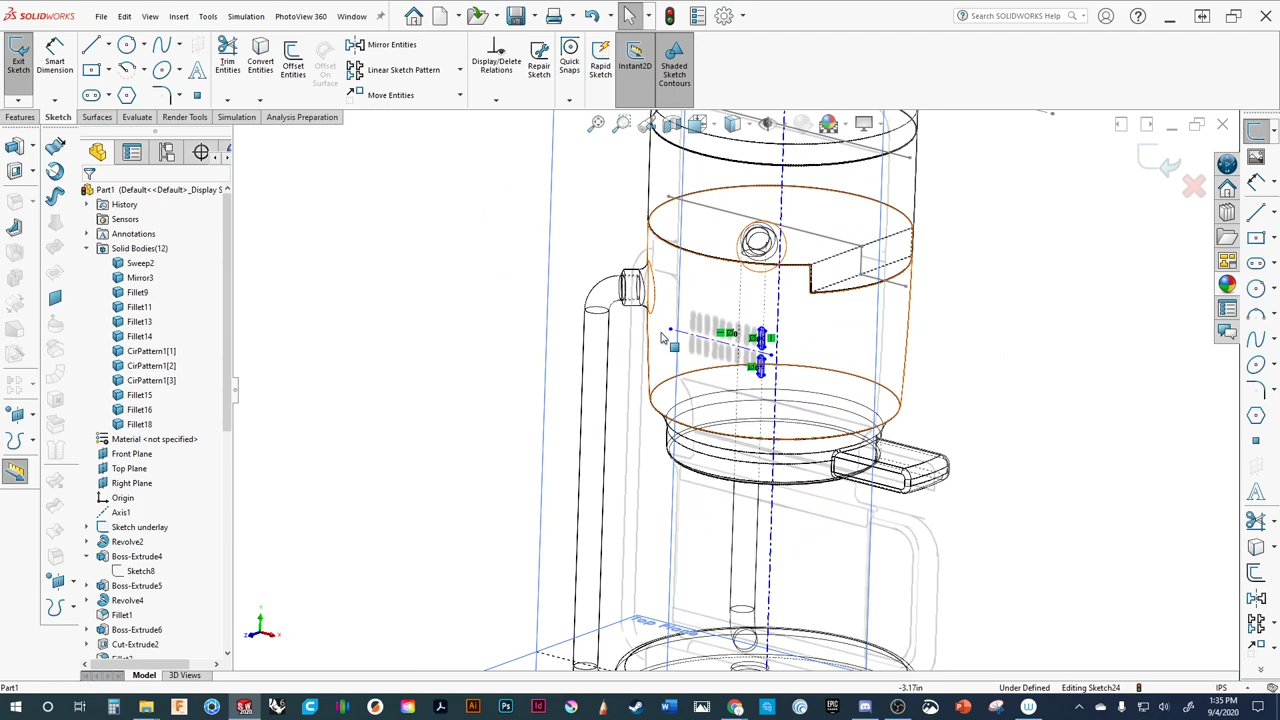 SOLIDWORKS File Edit View Insert Tools Simulation PhotoView 360 Window Search SOLIDWORKS Help
Exit Sketch Smart Dimension Trim Entities Convert Entities Offset Entities Offset On Surface Mirror Entities Linear Sketch Pattern Move Entities Display/Delete Relations Repair Sketch Quick Snaps Rapid Sketch Instant2D Shaded Sketch Contours
Features Sketch Surfaces Evaluate Render Tools Simulation Analysis Preparation
Part1 (Default<<Default>_Display S
History
Sensors
Annotations
Solid Bodies(12)
Sweep2
Mirror3
Fillet9
Fillet11
Fillet13
Fillet14
CirPattern1[1]
CirPattern1[2]
CirPattern1[3]
Fillet15
Fillet16
Fillet18
Material <not specified>
Front Plane
Top Plane
Right Plane
Origin
Axis1
Sketch underlay
Revolve2
Boss-Extrude4
Sketch8
Boss-Extrude5
Revolve4
Fillet1
Boss-Extrude6
Cut-Extrude2
Top Plane
Y
Z X
Model 3D Views
Part1 -3.17in Under Defined Editing Sketch24 IPS
1:35 PM
9/4/2020